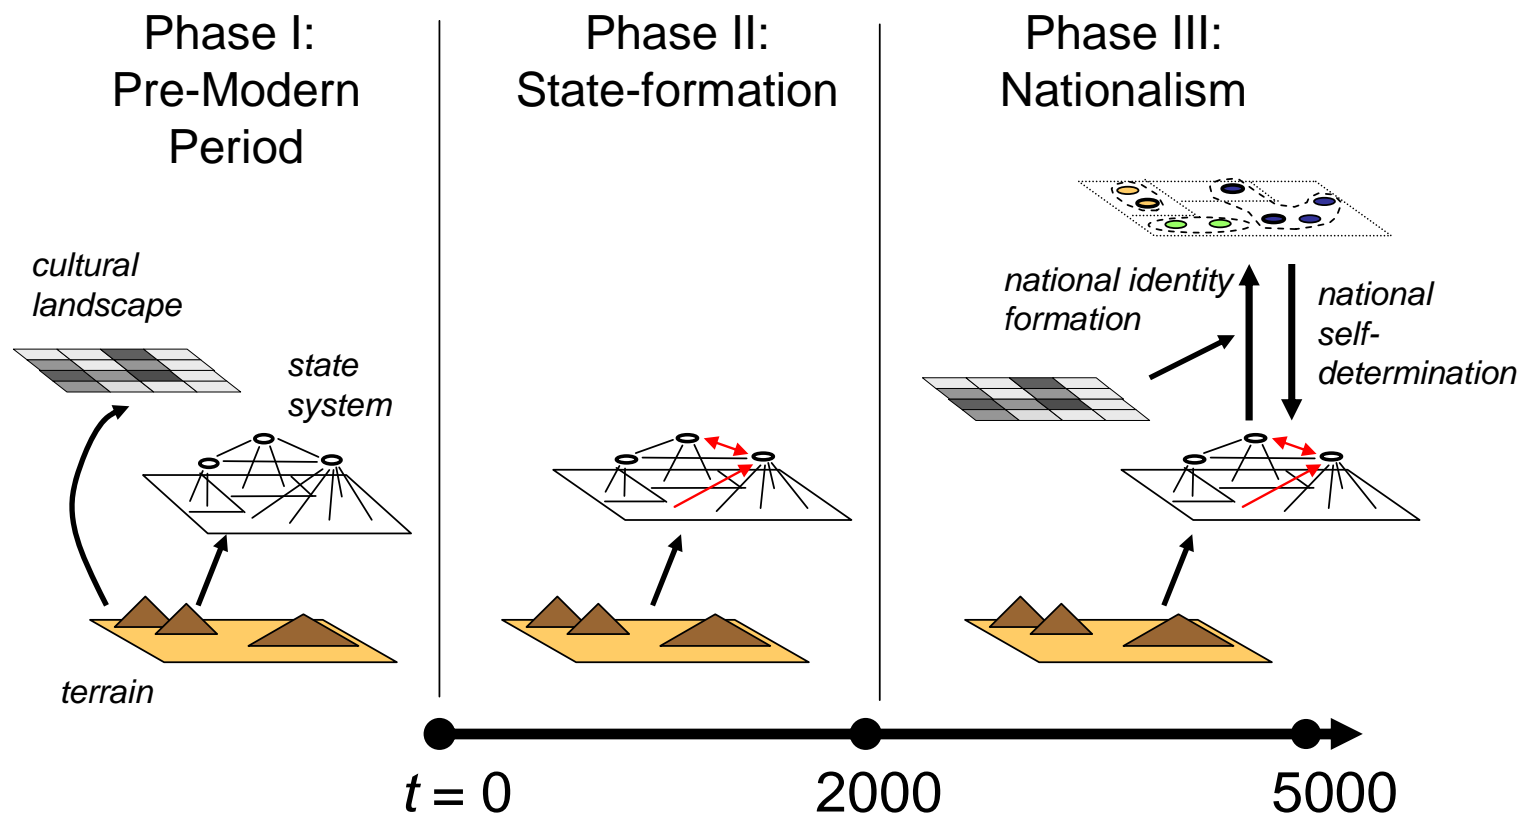 Phase I:
Pre-Modern
Period
Phase II:
State-formation
Phase III:
Nationalism
cultural
landscape
state
system
terrain
national identity
formation
national
self-
determination
t = 0
2000
5000